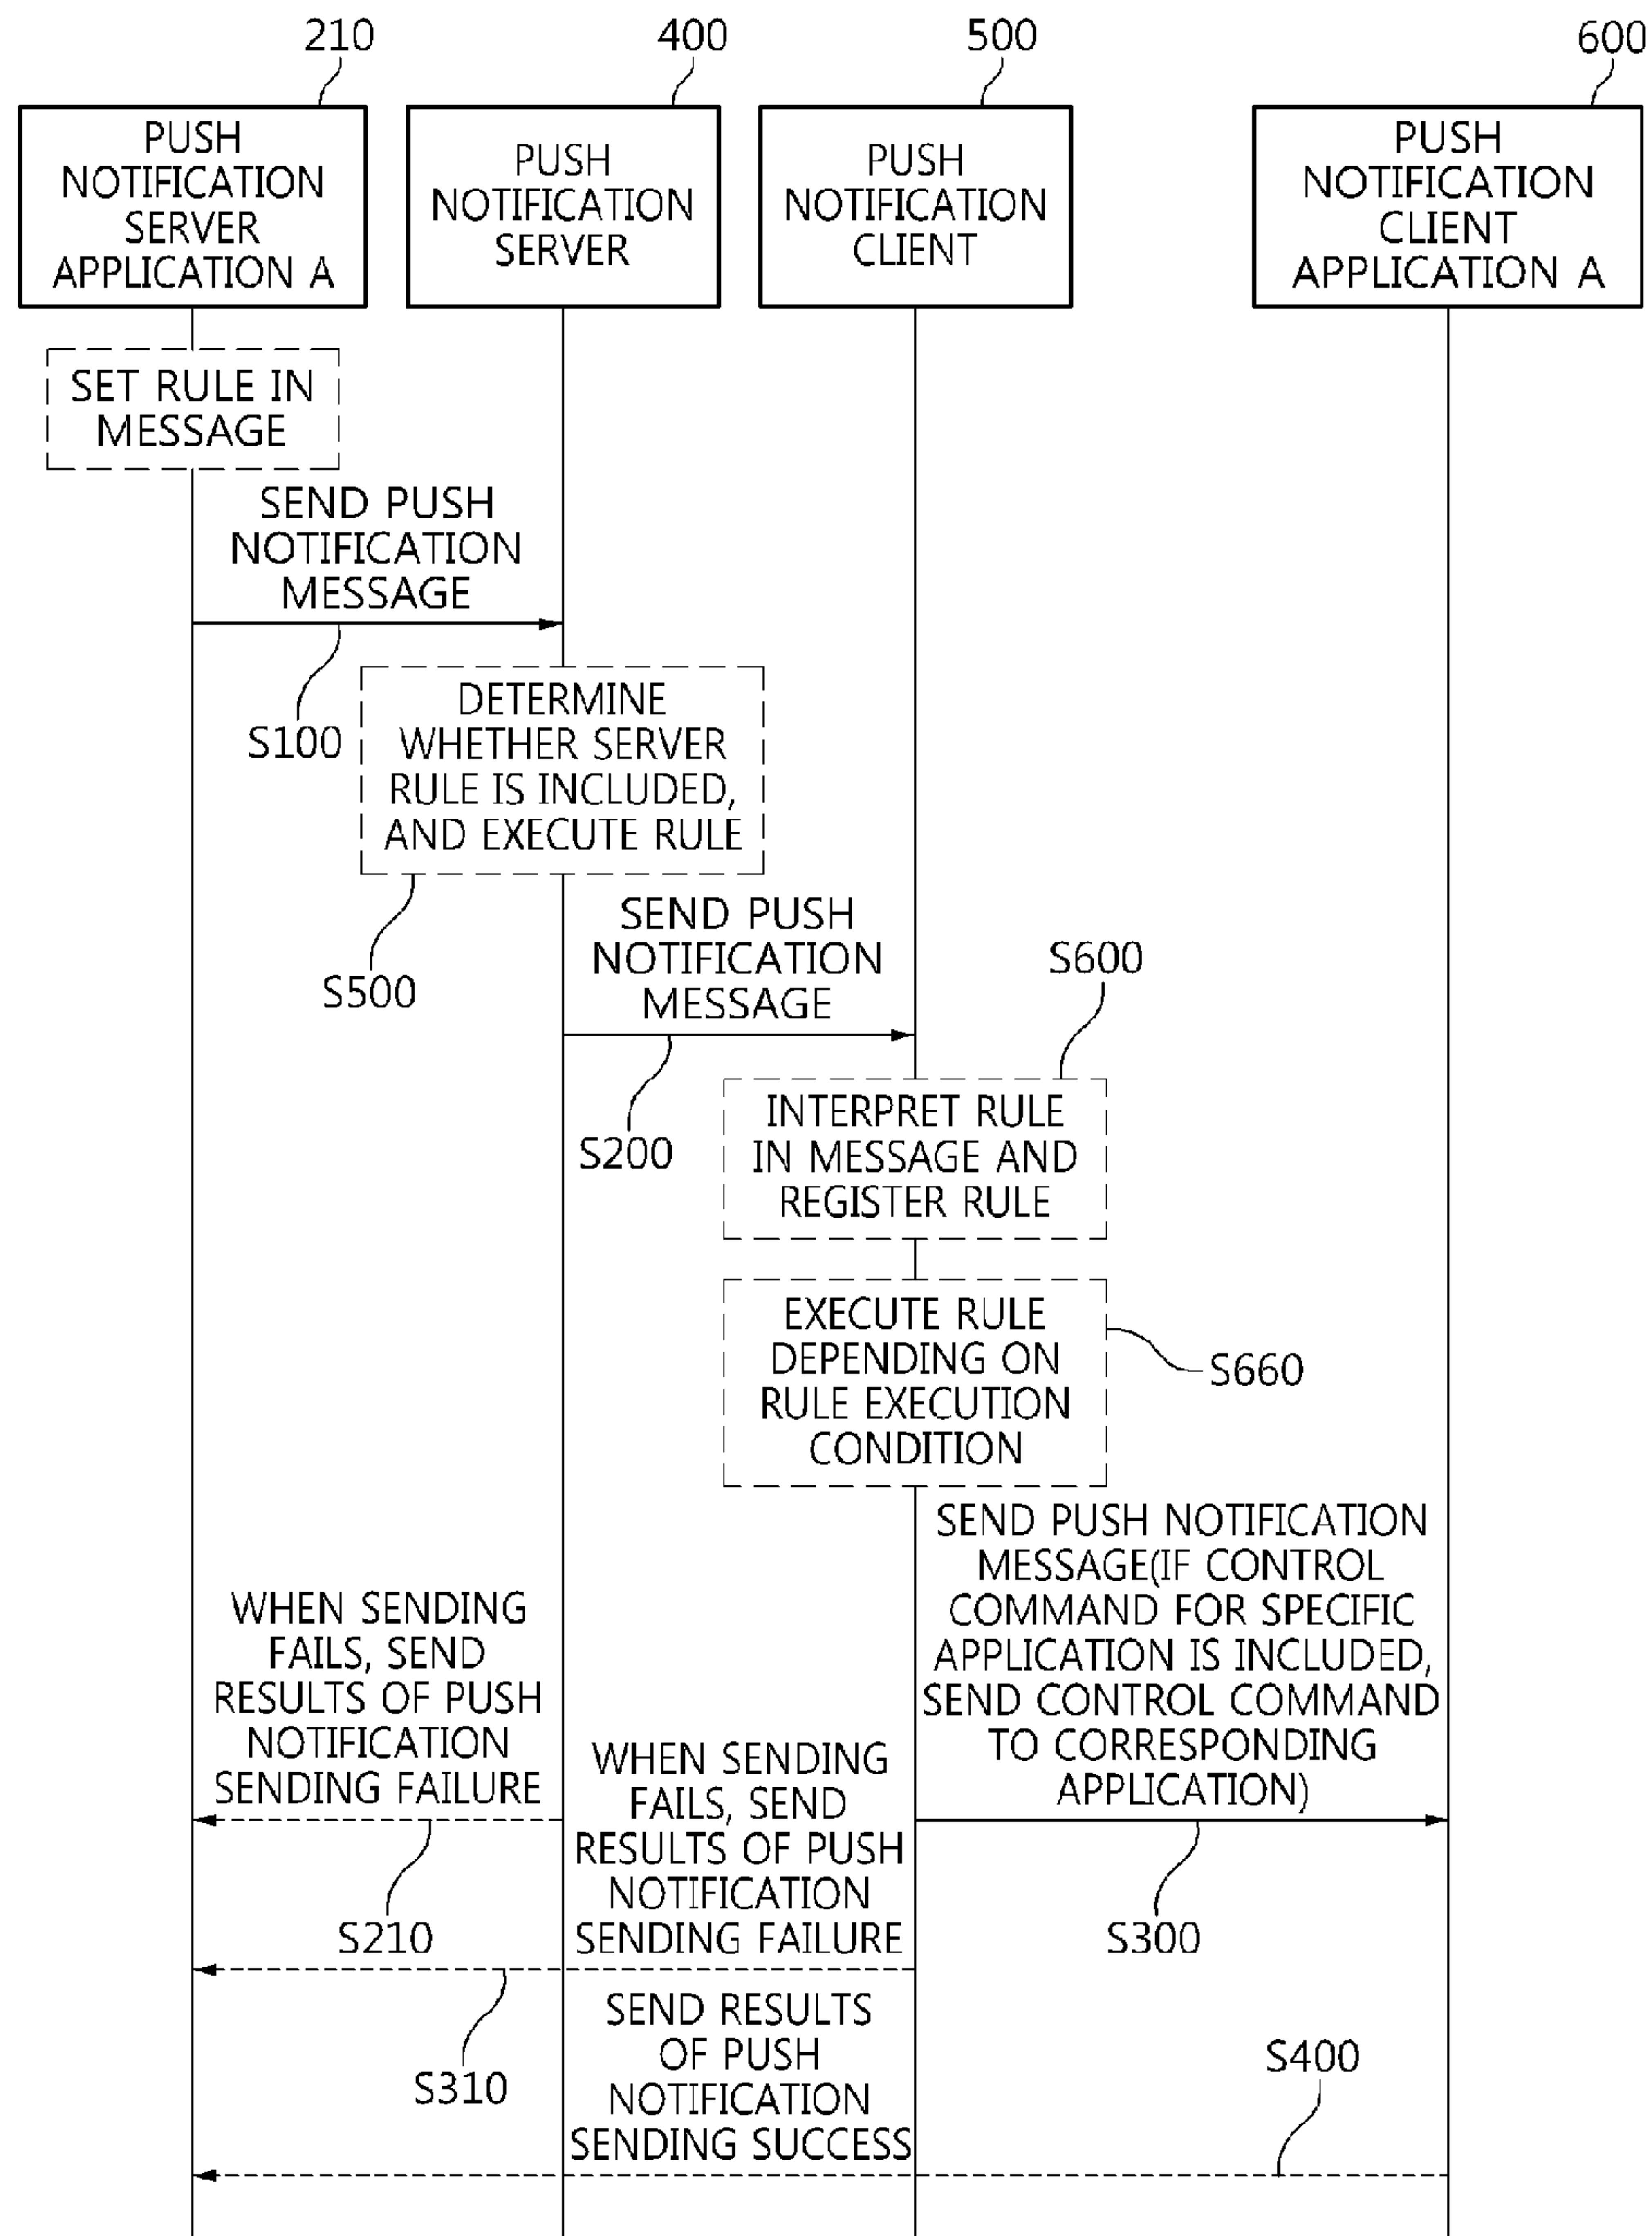 210
400
500
600
PUSH
NOTIFICATION
SERVER
APPLICATION A
PUSH
NOTIFICATION
SERVER
PUSH
NOTIFICATION
CLIENT
PUSH
NOTIFICATION
CLIENT
APPLICATION A
SET RULE IN
MESSAGE
SEND PUSH
NOTIFICATION
MESSAGE
S100
DETERMINE
WHETHER SERVER
RULE IS INCLUDED,
AND EXECUTE RULE
S500
SEND PUSH
NOTIFICATION
MESSAGE
S200
S600
INTERPRET RULE
IN MESSAGE AND
REGISTER RULE
EXECUTE RULE
DEPENDING ON
RULE EXECUTION
CONDITION
S660
SEND PUSH NOTIFICATION
MESSAGE(IF CONTROL
COMMAND FOR SPECIFIC
APPLICATION IS INCLUDED,
SEND CONTROL COMMAND
TO CORRESPONDING
APPLICATION)
S300
WHEN SENDING
FAILS, SEND
RESULTS OF PUSH
NOTIFICATION
SENDING FAILURE
S210
WHEN SENDING
FAILS, SEND
RESULTS OF PUSH
NOTIFICATION
SENDING FAILURE
S310
SEND RESULTS
OF PUSH
NOTIFICATION
SENDING SUCCESS
S400